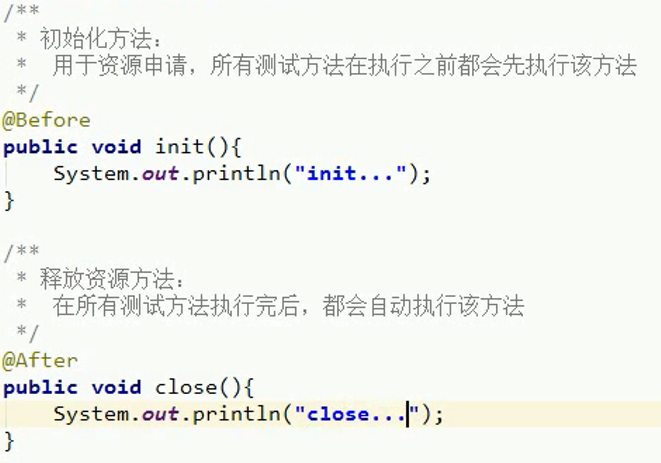 /**
 * 初始化方法：
 *  用于资源申请，所有测试方法在执行之前都会先执行该方法
 */
@Before
public void init(){
    System.out.println("init...");
}

/**
 * 释放资源方法：
 *  在所有测试方法执行完后，都会自动执行该方法
 */
@After
public void close(){
    System.out.println("close...");
}